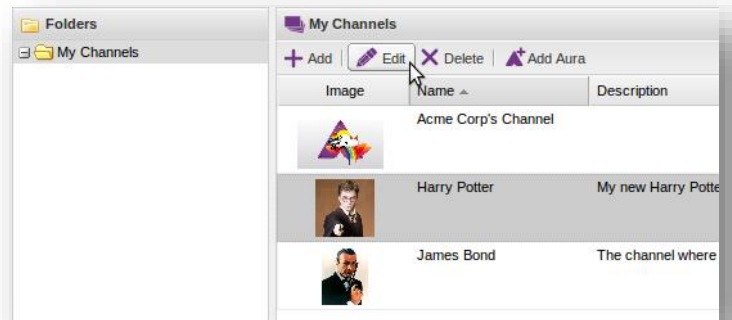 Folders
My Channels
My Channels
Add Edit Delete Add Aura
Image Name Description
Acme Corp's Channel
Harry Potter My new Harry Potte
James Bond The channel where